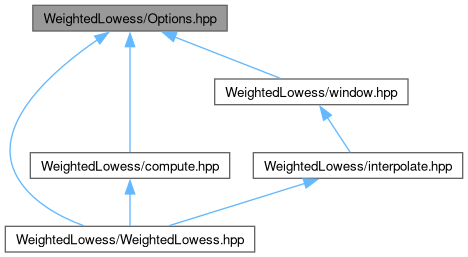 WeightedLowess/Options.hpp
WeightedLowess/window.hpp
WeightedLowess/compute.hpp
WeightedLowess/interpolate.hpp
WeightedLowess/WeightedLowess.hpp